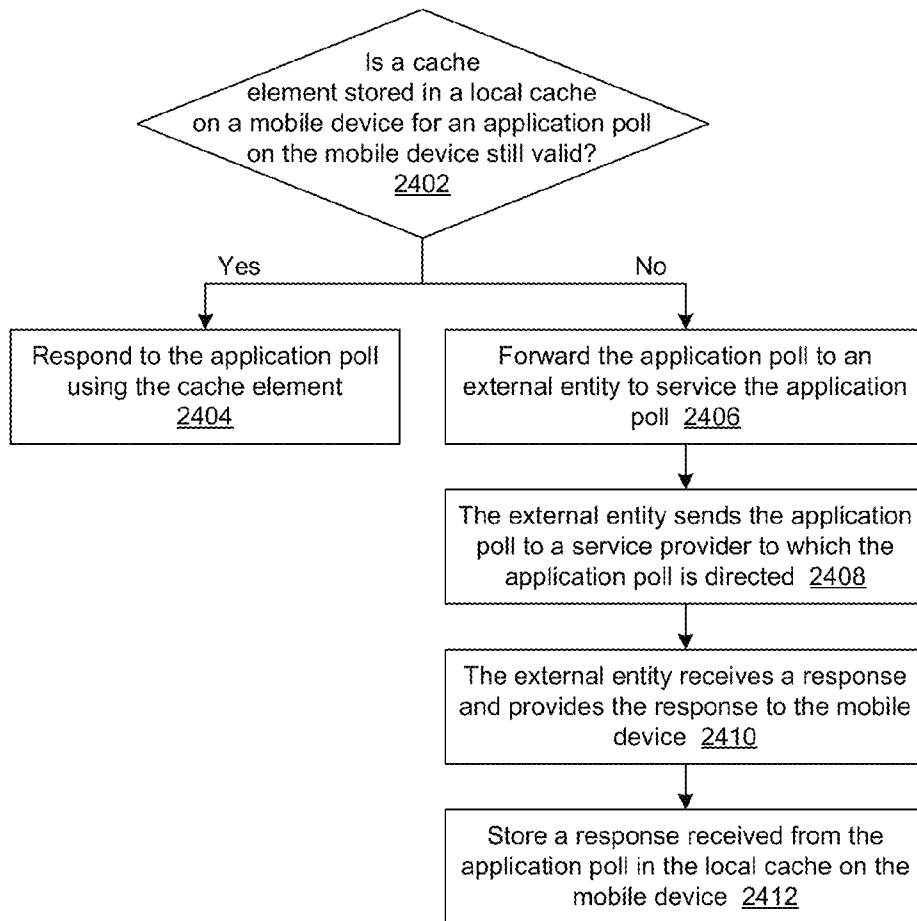 Is a cache
element stored in a local cache
on a mobile device for an application poll
on the mobile device still valid?
2402
Yes
No
Respond to the application poll
using the cache element
2404
Forward the application poll to an
external entity to service the application
poll 2406
The external entity sends the application
poll to a service provider to which the
application poll is directed 2408
The external entity receives a response
and provides the response to the mobile
device 2410
Store a response received from the
application poll in the local cache on the
mobile device 2412